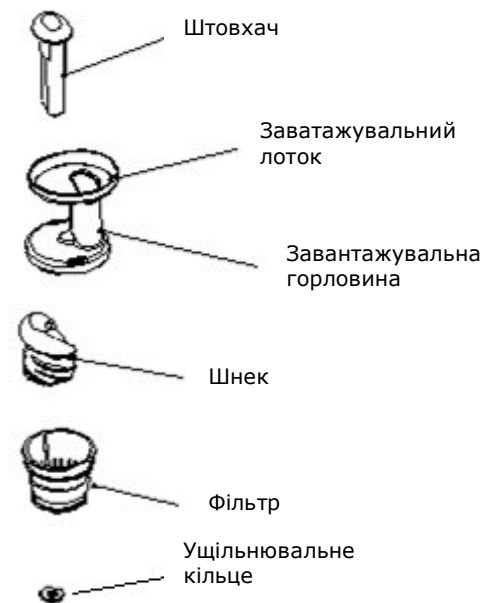 Штовхач
Заватажувальний
лоток
Завантажувальна
горловина
Шнек
Фільтр
Ущільнювальне
кільце